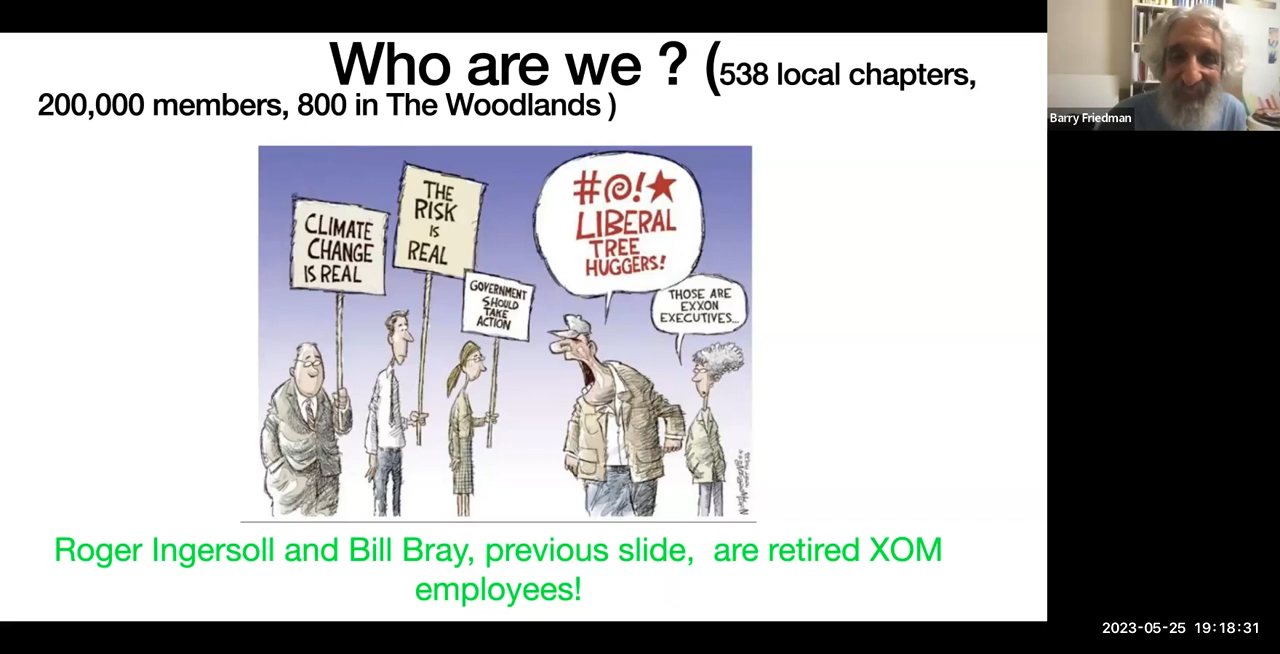 Who are we ? (538 local chapters,
200,000 members, 800 in The Woodlands )
Barry Friedman
CLIMATE
CHANGE
IS REAL
THE
RISK
IS
REAL
GOVERNMENT
SHOULD
TAKE
ACTION
#@!★
LIBERAL
TREE
HUGGERS!
THOSE ARE
EXXON
EXECUTIVES...
Roger Ingersoll and Bill Bray, previous slide,  are retired XOM
employees!
2023-05-25 19:18:31